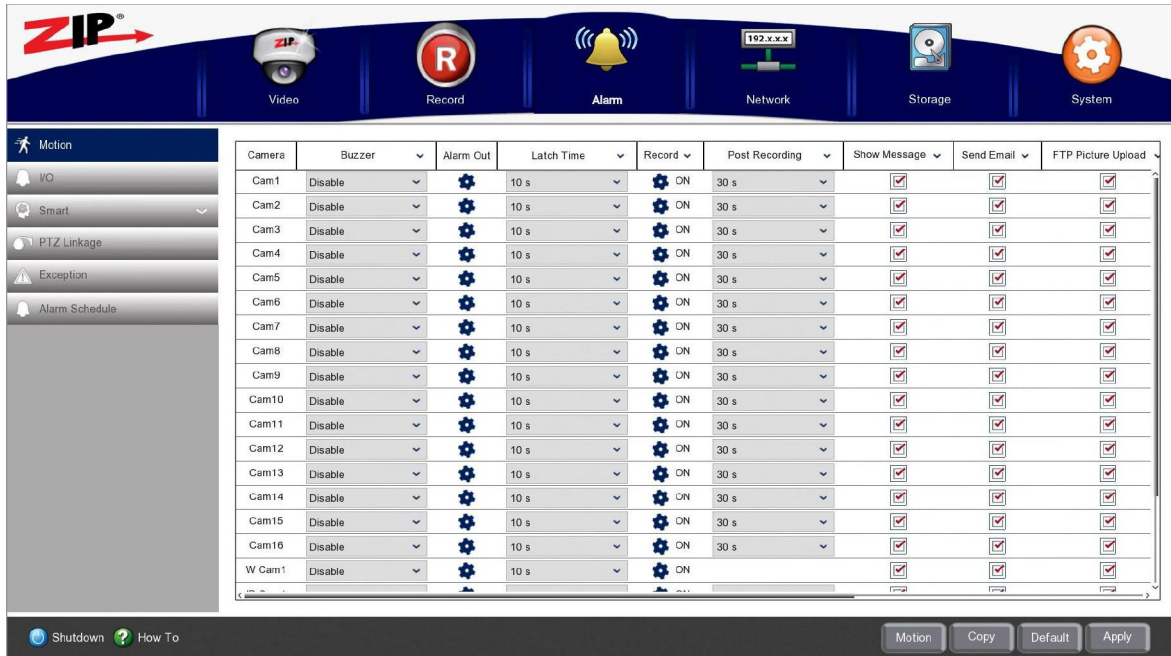 ZIP®
ZIP
R
192.x.x.x
Video Record Alarm Network Storage System
Motion
I/O
Smart
PTZ Linkage
Exception
Alarm Schedule
Camera Buzzer Alarm Out Latch Time Record Post Recording Show Message Send Email FTP Picture Upload
Cam1 Disable 10 s ON 30 s
Cam2 Disable 10 s ON 30 s
Cam3 Disable 10 s ON 30 s
Cam4 Disable 10 s ON 30 s
Cam5 Disable 10 s ON 30 s
Cam6 Disable 10 s ON 30 s
Cam7 Disable 10 s ON 30 s
Cam8 Disable 10 s ON 30 s
Cam9 Disable 10 s ON 30 s
Cam10 Disable 10 s ON 30 s
Cam11 Disable 10 s ON 30 s
Cam12 Disable 10 s ON 30 s
Cam13 Disable 10 s ON 30 s
Cam14 Disable 10 s ON 30 s
Cam15 Disable 10 s ON 30 s
Cam16 Disable 10 s ON 30 s
W Cam1 Disable 10 s ON
Shutdown How To Motion Copy Default Apply